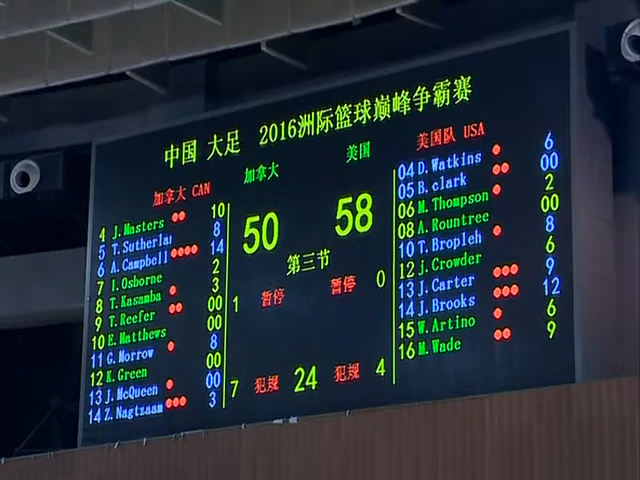 中国 大足 2016洲际篮球巅峰争霸赛
加拿大 CAN
4 J.Masters 10
5 T.Sutherla 8
6 A.Campbell 14
7 I.Osborne 2
8 T.Kasamba 3
9 T.Reefer 00
10 E.Matthews 00
11 G.Morrow 8
12 K.Green 00
13 J.McQueen 00
14 Z.Nagtzaam 3
加拿大 美国
50 58
第三节
1 暂停 暂停 0
7 犯规 24 犯规 4
美国队 USA
04 D.Watkins 6
05 B.clark 00
06 M.Thompson 2
08 A.Rountree 00
10 T.Bropleh 8
12 J.Crowder 6
13 J.Carter 9
14 J.Brooks 12
15 W.Artino 6
16 M.Wade 9